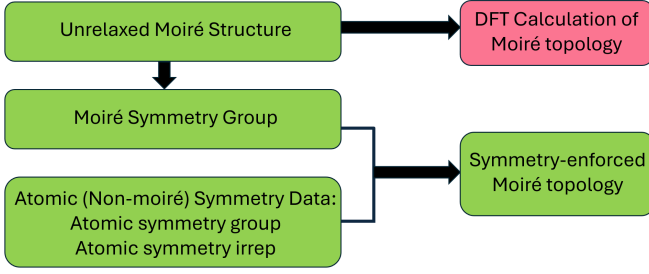 Unrelaxed Moiré Structure
DFT Calculation of
Moiré topology
Moiré Symmetry Group
Symmetry-enforced
Moiré topology
Atomic (Non-moiré) Symmetry Data:
Atomic symmetry group
Atomic symmetry irrep